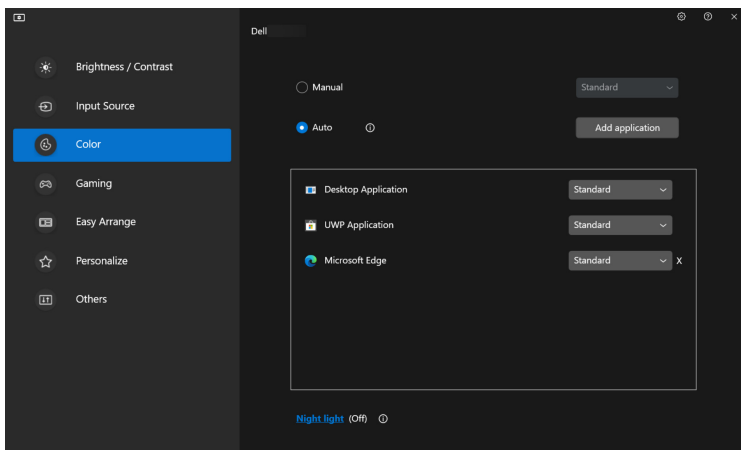 Dell
Brightness / Contrast
Input Source
Color
Gaming
Easy Arrange
Personalize
Others
Manual
Standard
Auto
Add application
Desktop Application
Standard
UWP Application
Standard
Microsoft Edge
Standard
X
Night light (Off)